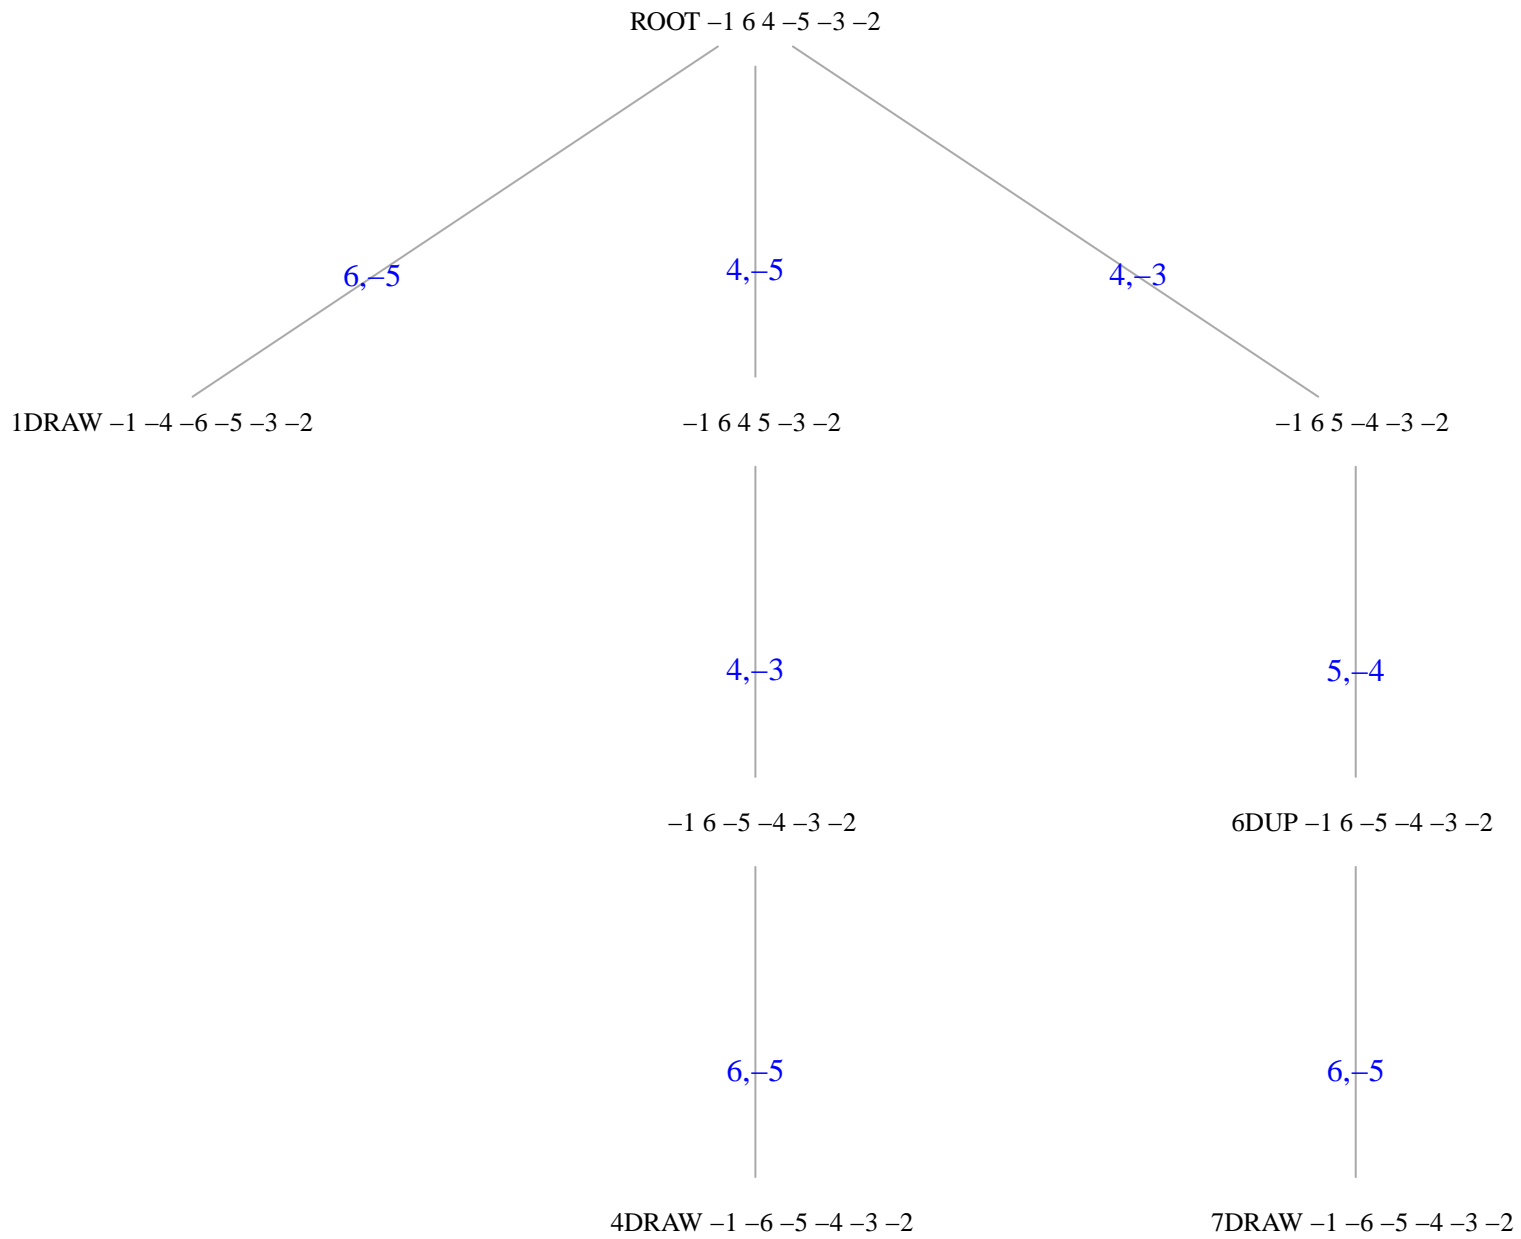 ROOT –1 6 4 –5 –3 –2
6,–5
4,–5
4,–3
1DRAW –1 –4 –6 –5 –3 –2
–1 6 4 5 –3 –2
–1 6 5 –4 –3 –2
4,–3
5,–4
–1 6 –5 –4 –3 –2
6DUP –1 6 –5 –4 –3 –2
6,–5
6,–5
4DRAW –1 –6 –5 –4 –3 –2
7DRAW –1 –6 –5 –4 –3 –2